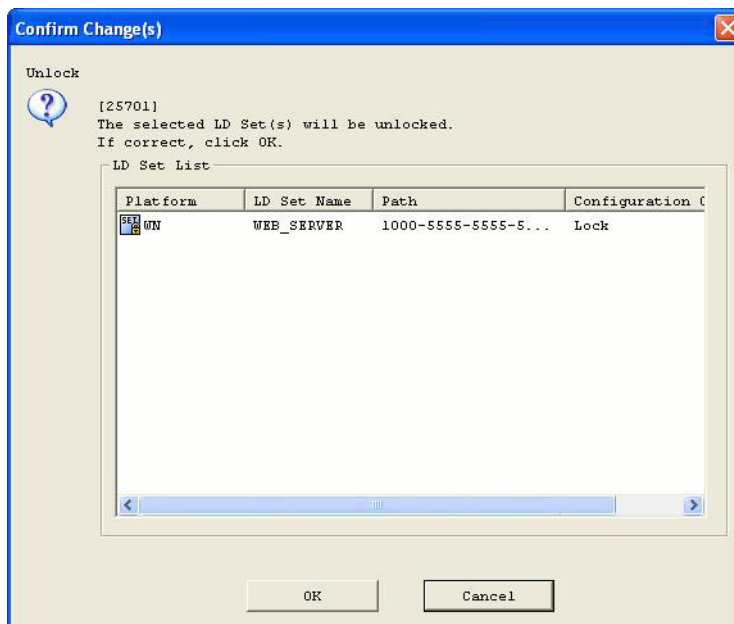 Confirm Change(s)
Unlock
[25701]
The selected LD Set(s) will be unlocked.
If correct, click OK.
LD Set List
Platform LD Set Name Path Configuration C
SET WN WEB_SERVER 1000-5555-5555-5... Lock
OK Cancel